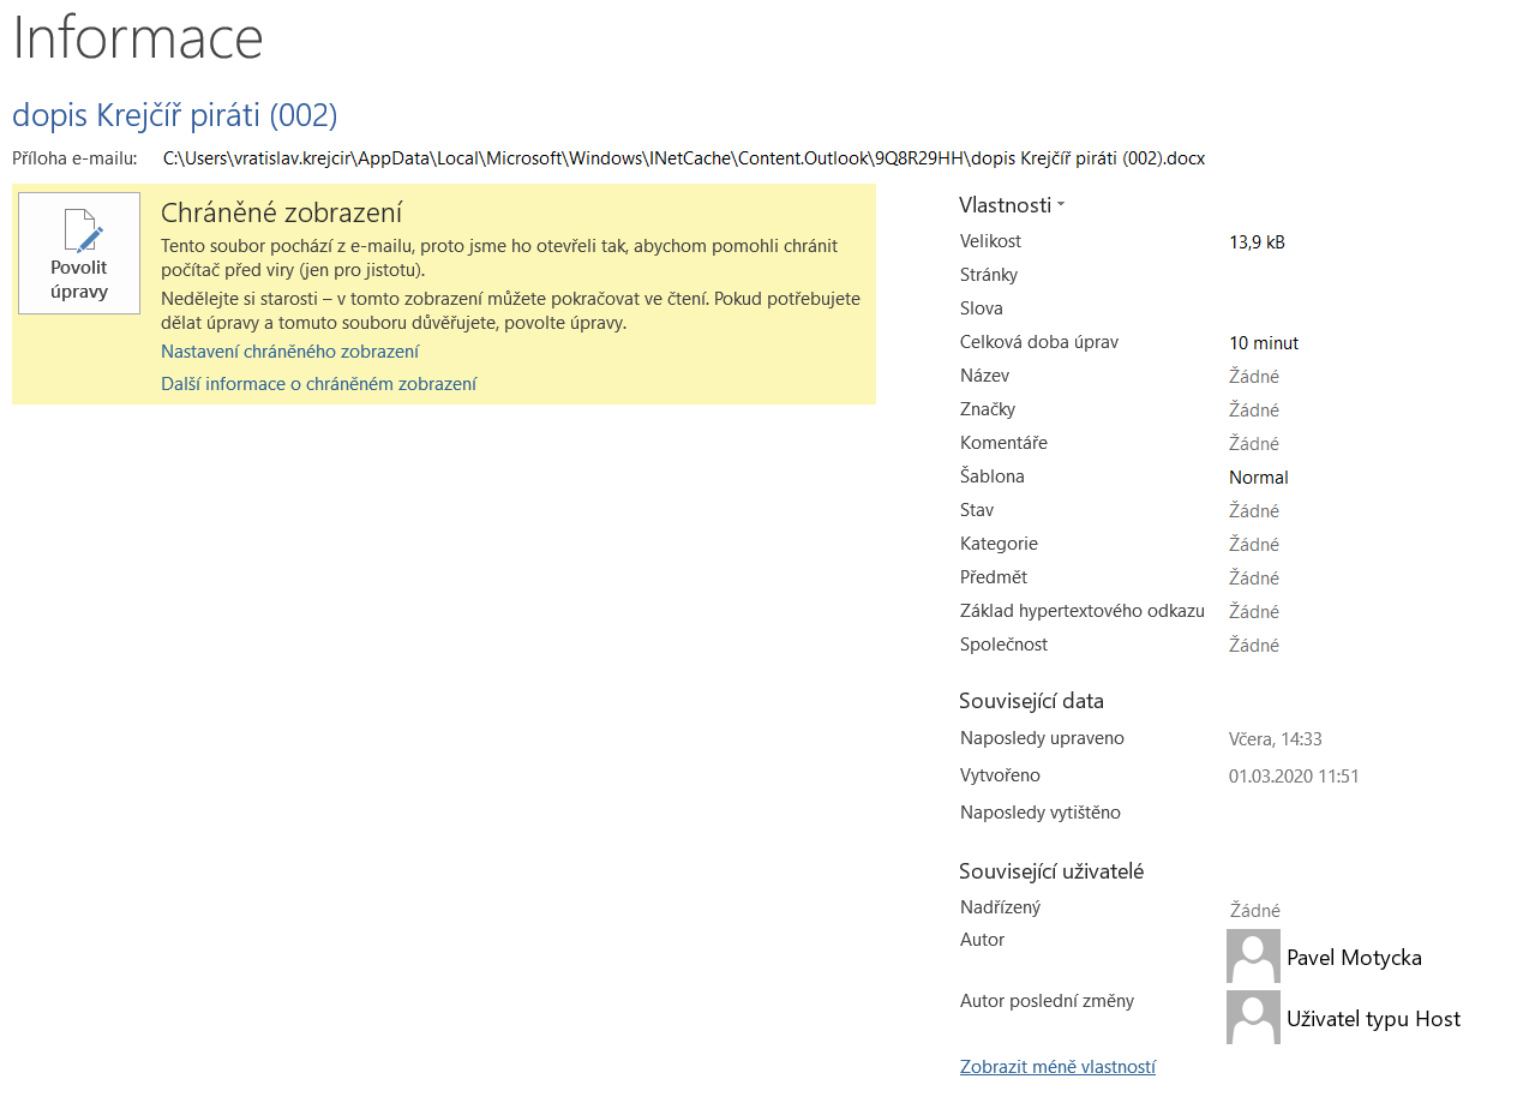 Informace
dopis Krejčíř piráti (002)
Příloha e-mailu: C:\Users\vratislav.krejcir\AppData\Local\Microsoft\Windows\INetCache\Content.Outlook\9Q8R29HH\dopis Krejčíř piráti (002).docx
Povolit
úpravy
Chráněné zobrazení
Tento soubor pochází z e-mailu, proto jsme ho otevřeli tak, abychom pomohli chránit
počítač před viry (jen pro jistotu).
Nedělejte si starosti – v tomto zobrazení můžete pokračovat ve čtení. Pokud potřebujete
dělat úpravy a tomuto souboru důvěřujete, povolte úpravy.
Nastavení chráněného zobrazení
Další informace o chráněném zobrazení
Vlastnosti
Velikost 13,9 kB
Stránky
Slova
Celková doba úprav 10 minut
Název Žádné
Značky Žádné
Komentáře Žádné
Šablona Normal
Stav Žádné
Kategorie Žádné
Předmět Žádné
Základ hypertextového odkazu Žádné
Společnost Žádné
Související data
Naposledy upraveno Včera, 14:33
Vytvořeno 01.03.2020 11:51
Naposledy vytištěno
Související uživatelé
Nadřízený Žádné
Autor Pavel Motycka
Autor poslední změny Uživatel typu Host
Zobrazit méně vlastností